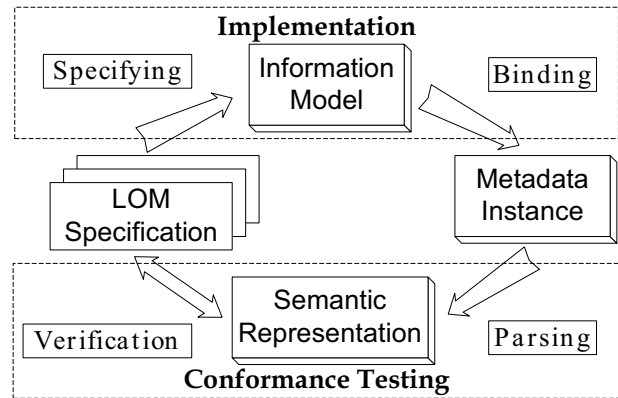 Implementation
Specifying
Information
Model
Binding
LOM
Specification
Metadata
Instance
Semantic
Representation
Verification
Parsing
Conformance Testing